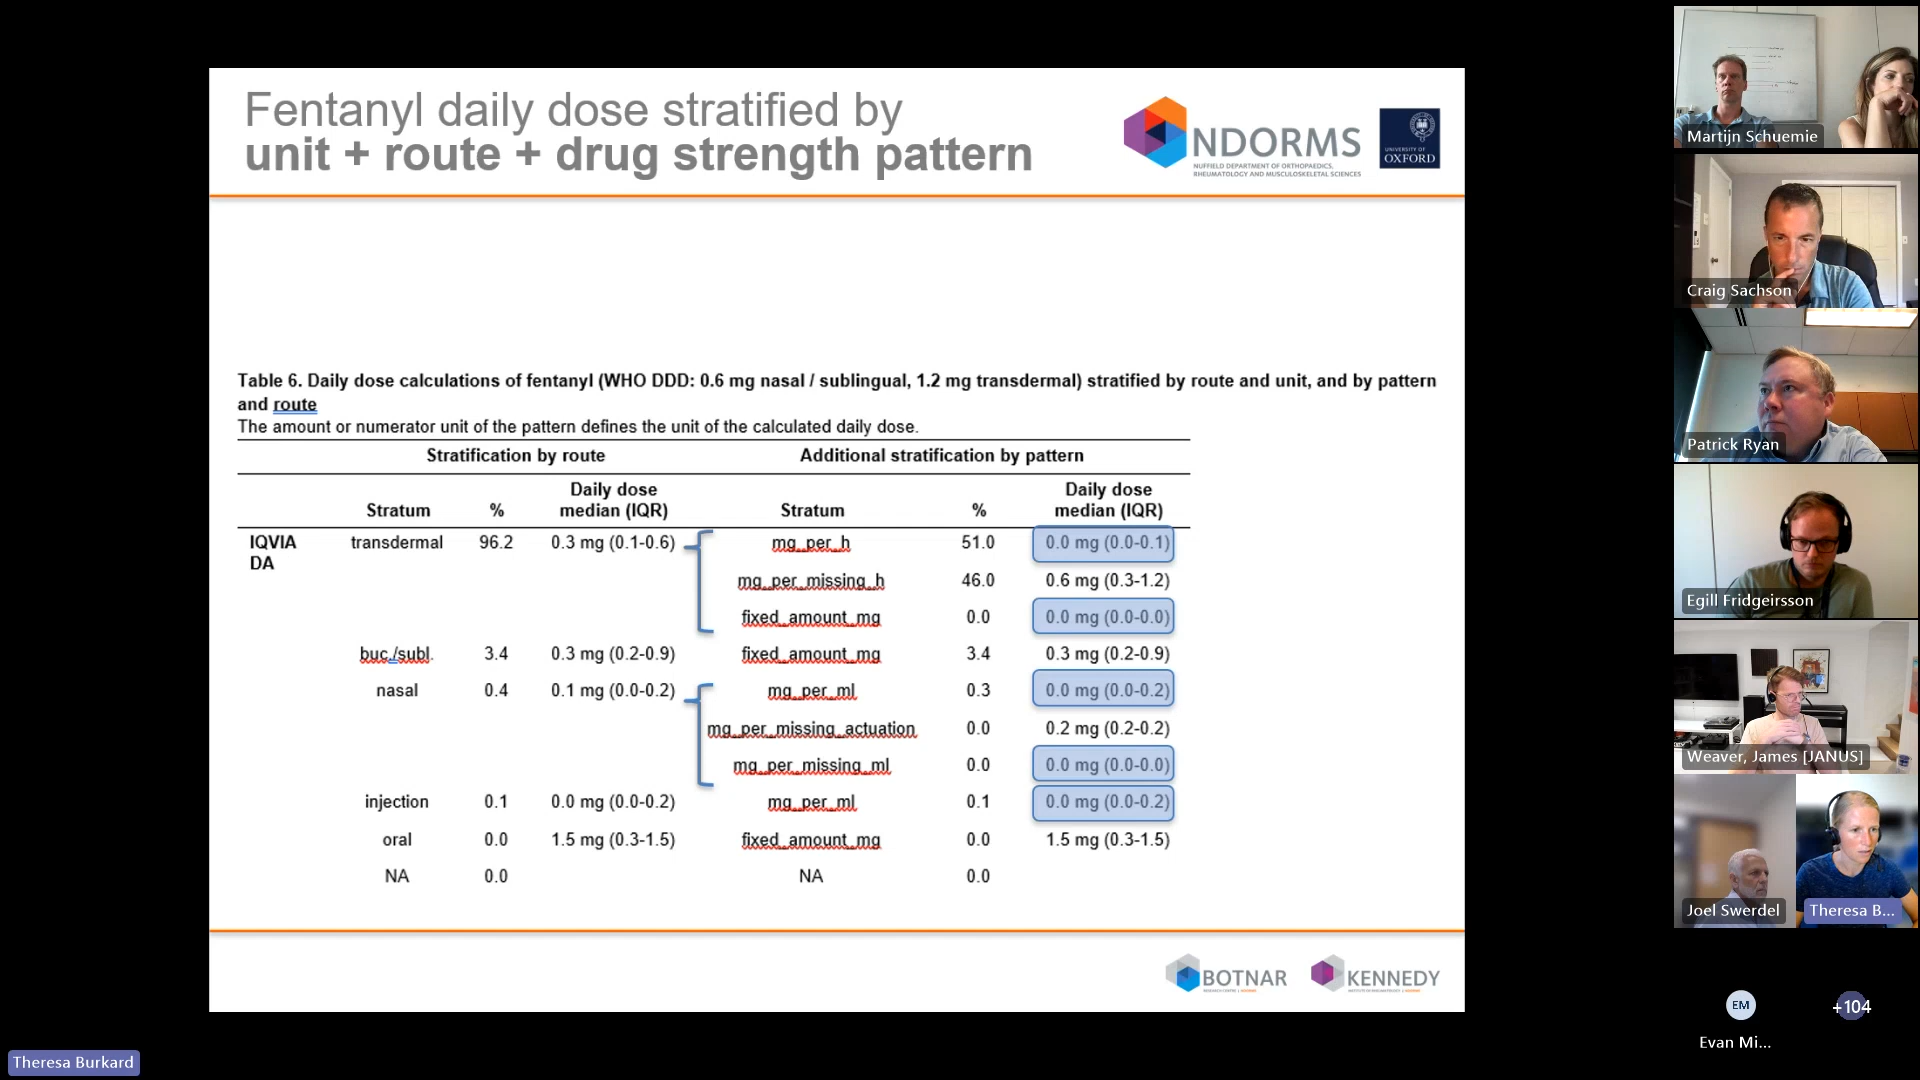 Fentanyl daily dose stratified by
unit + route + drug strength pattern
NDORMS
NUFFIELD DEPARTMENT OF ORTHOPAEDICS,
RHEUMATOLOGY AND MUSCULOSKELETAL SCIENCES
UNIVERSITY OF
OXFORD
Table 6. Daily dose calculations of fentanyl (WHO DDD: 0.6 mg nasal / sublingual, 1.2 mg transdermal) stratified by route and unit, and by pattern
and route
The amount or numerator unit of the pattern defines the unit of the calculated daily dose.
Stratification by route Additional stratification by pattern
Stratum % Daily dose median (IQR) Stratum % Daily dose median (IQR)
IQVIA DA transdermal 96.2 0.3 mg (0.1-0.6) mg_per_h 51.0 0.0 mg (0.0-0.1)
mg_per_missing_h 46.0 0.6 mg (0.3-1.2)
fixed_amount_mg 0.0 0.0 mg (0.0-0.0)
buc./subl. 3.4 0.3 mg (0.2-0.9) fixed_amount_mg 3.4 0.3 mg (0.2-0.9)
nasal 0.4 0.1 mg (0.0-0.2) mg_per_ml 0.3 0.0 mg (0.0-0.2)
mg_per_missing_actuation 0.0 0.2 mg (0.2-0.2)
mg_per_missing_ml 0.0 0.0 mg (0.0-0.0)
injection 0.1 0.0 mg (0.0-0.2) mg_per_ml 0.1 0.0 mg (0.0-0.2)
oral 0.0 1.5 mg (0.3-1.5) fixed_amount_mg 0.0 1.5 mg (0.3-1.5)
NA 0.0 NA 0.0
BOTNAR
KENNEDY
Theresa Burkard
Martijn Schuemie
Craig Sachson
Patrick Ryan
Egill Fridgeirsson
Weaver, James [JANUS]
Joel Swerdel
Theresa B...
EM
+104
Evan Mi...